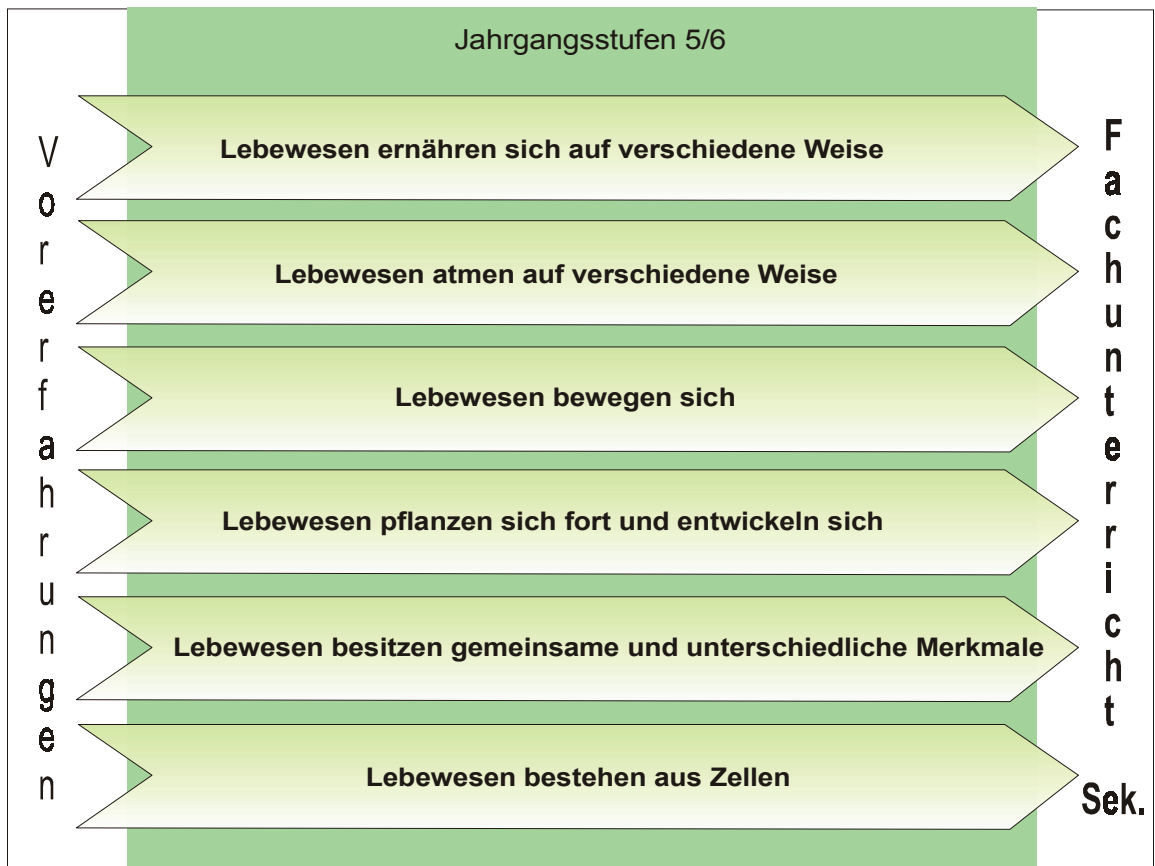 Jahrgangsstufen 5/6
Vorerfahrungen
Lebewesen ernähren sich auf verschiedene Weise
Lebewesen atmen auf verschiedene Weise
Lebewesen bewegen sich
Lebewesen pflanzen sich fort und entwickeln sich
Lebewesen besitzen gemeinsame und unterschiedliche Merkmale
Lebewesen bestehen aus Zellen
Fachunterricht
Sek.